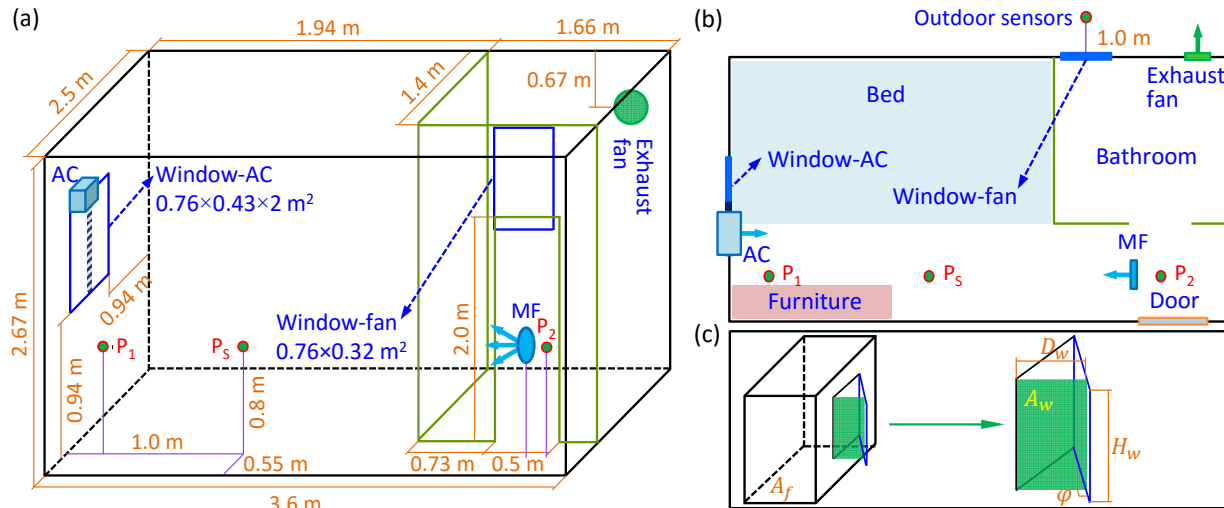 (a)
1.94 m
1.66 m
2.5 m
1.4 m
0.67 m
AC
Window-AC
0.76×0.43×2 m²
Exhaust
fan
2.67 m
0.94 m
0.94 m
Window-fan
0.76×0.32 m²
2.0 m
MF
P₂
P₁
Pₛ
0.8 m
1.0 m
0.55 m
0.73 m
0.5 m
3.6 m
(b)
Outdoor sensors
1.0 m
Exhaust
fan
Bed
Window-AC
Bathroom
Window-fan
AC
MF
P₁
Pₛ
P₂
Furniture
Door
(c)
D_w
A_w
H_w
A_f
φ